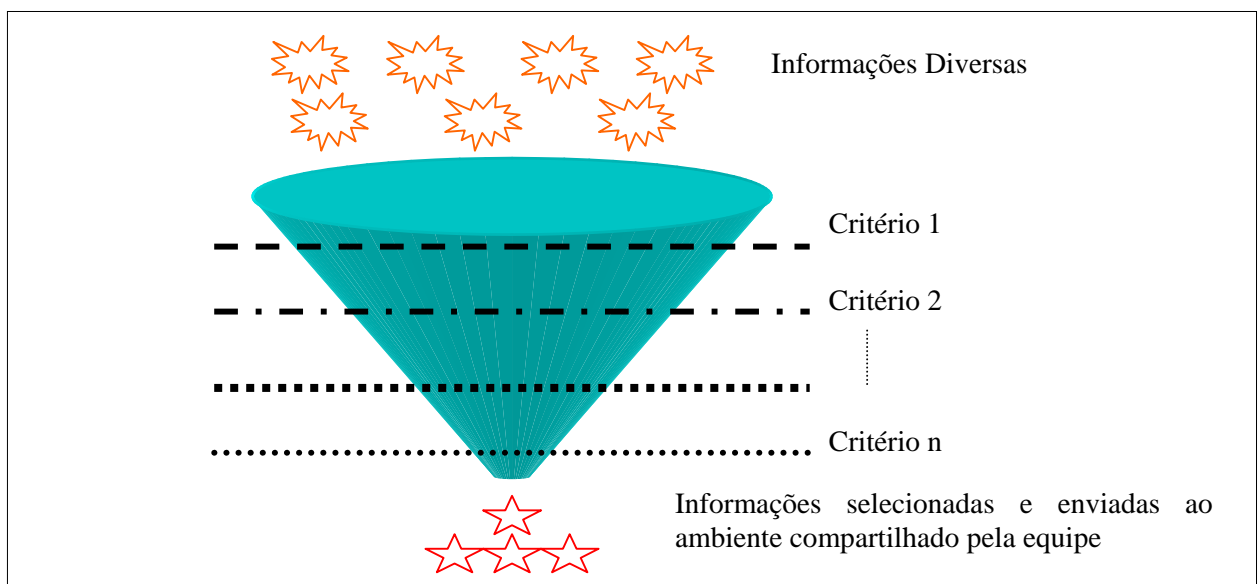 Informações Diversas
Critério 1
Critério 2
Critério n
Informações selecionadas e enviadas ao
ambiente compartilhado pela equipe